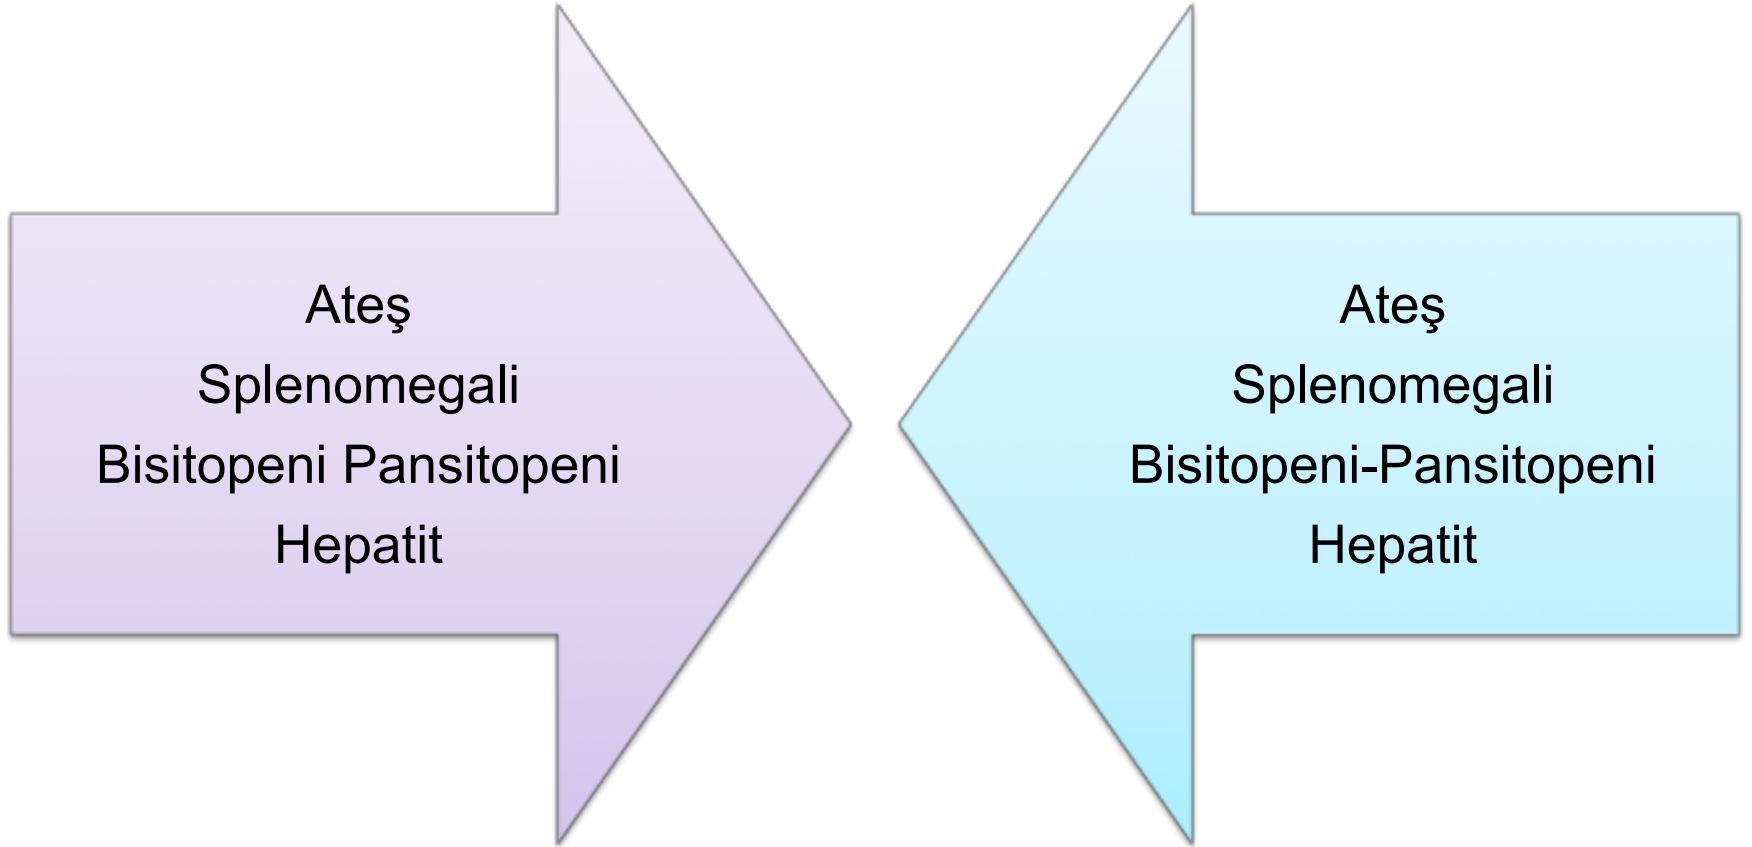 Ateş
Splenomegali
Bisitopeni Pansitopeni
Hepatit
Ateş
Splenomegali
Bisitopeni-Pansitopeni
Hepatit